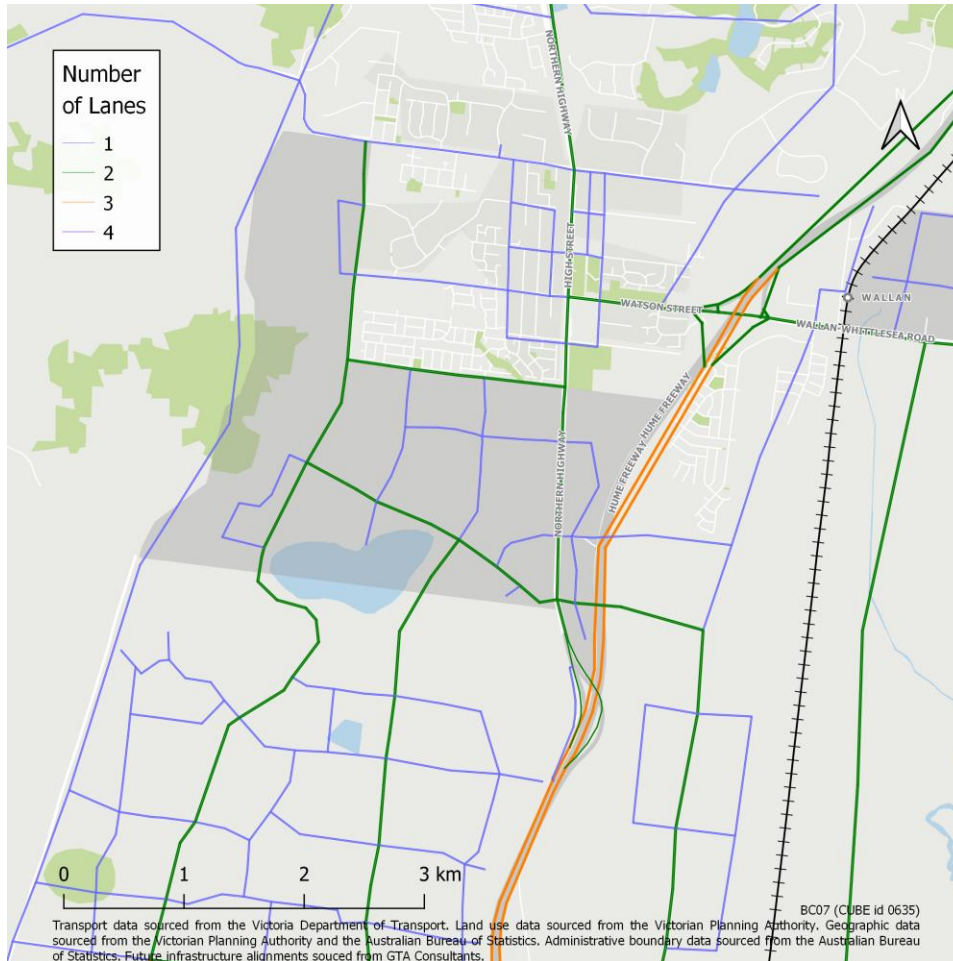 Number
of Lanes
1
2
3
4
NORTHERN HIGHWAY
N
HIGH STREET
WATSON STREET
WALLAN
WALLAN-WHITTLESEA ROAD
HUME FREEWAY
HUME FREEWAY
NORTHERN HIGHWAY
0 1 2 3 km
BC07 (CUBE id 0635)
Transport data sourced from the Victoria Department of Transport. Land use data sourced from the Victorian Planning Authority. Geographic data
sourced from the Victorian Planning Authority and the Australian Bureau of Statistics. Administrative boundary data sourced from the Australian Bureau
of Statistics. Future infrastructure alignments souced from GTA Consultants.